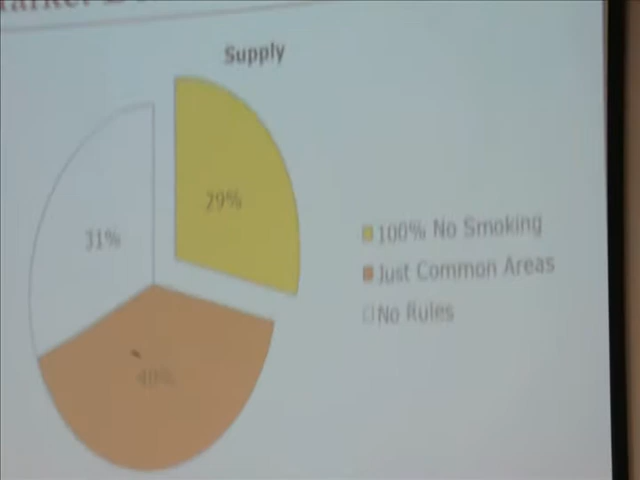 Supply
29%
31%
40%
100% No Smoking
Just Common Areas
No Rules